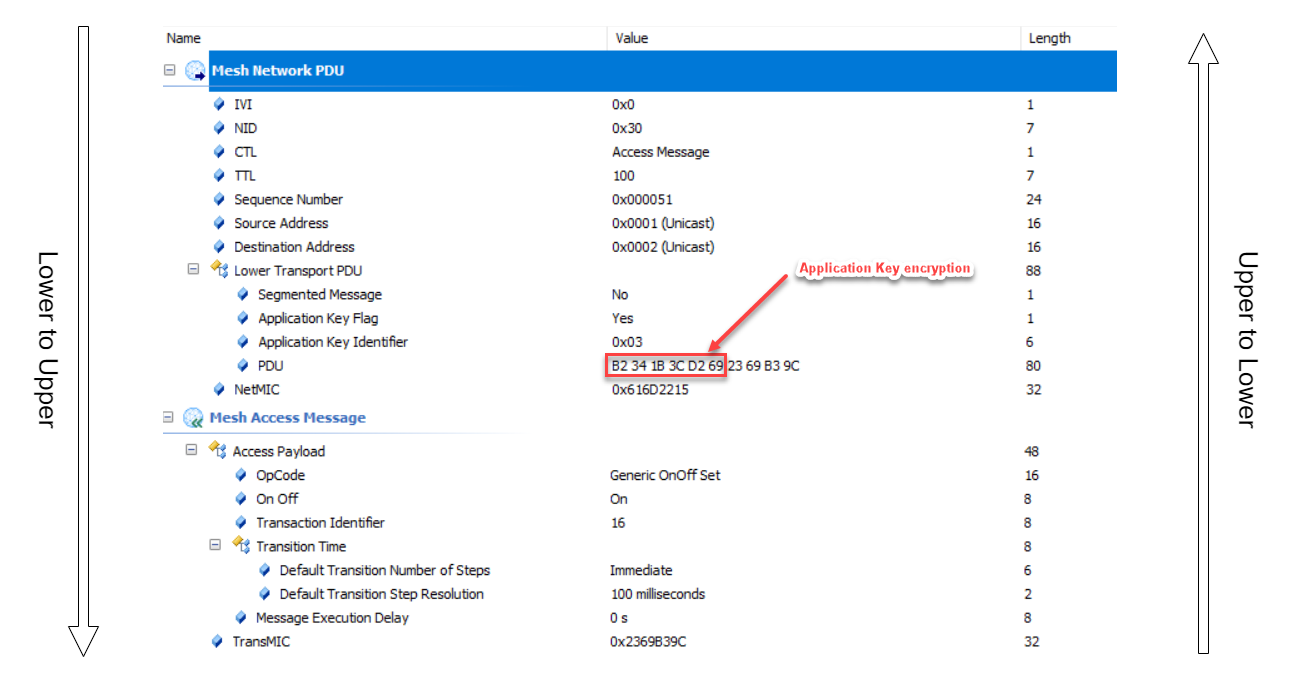 Name Value Length
Mesh Network PDU
IVI 0x0 1
NID 0x30 7
CTL Access Message 1
TTL 100 7
Sequence Number 0x000051 24
Source Address 0x0001 (Unicast) 16
Destination Address 0x0002 (Unicast) 16
Lower Transport PDU 88
Application Key encryption
Segmented Message No 1
Application Key Flag Yes 1
Application Key Identifier 0x03 6
PDU B2 34 1B 3C D2 69 23 69 B3 9C 80
NetMIC 0x616D2215 32
Mesh Access Message
Access Payload 48
OpCode Generic OnOff Set 16
On Off On 8
Transaction Identifier 16 8
Transition Time 8
Default Transition Number of Steps Immediate 6
Default Transition Step Resolution 100 milliseconds 2
Message Execution Delay 0 s 8
TransMIC 0x2369B39C 32
Lower to Upper
Upper to Lower